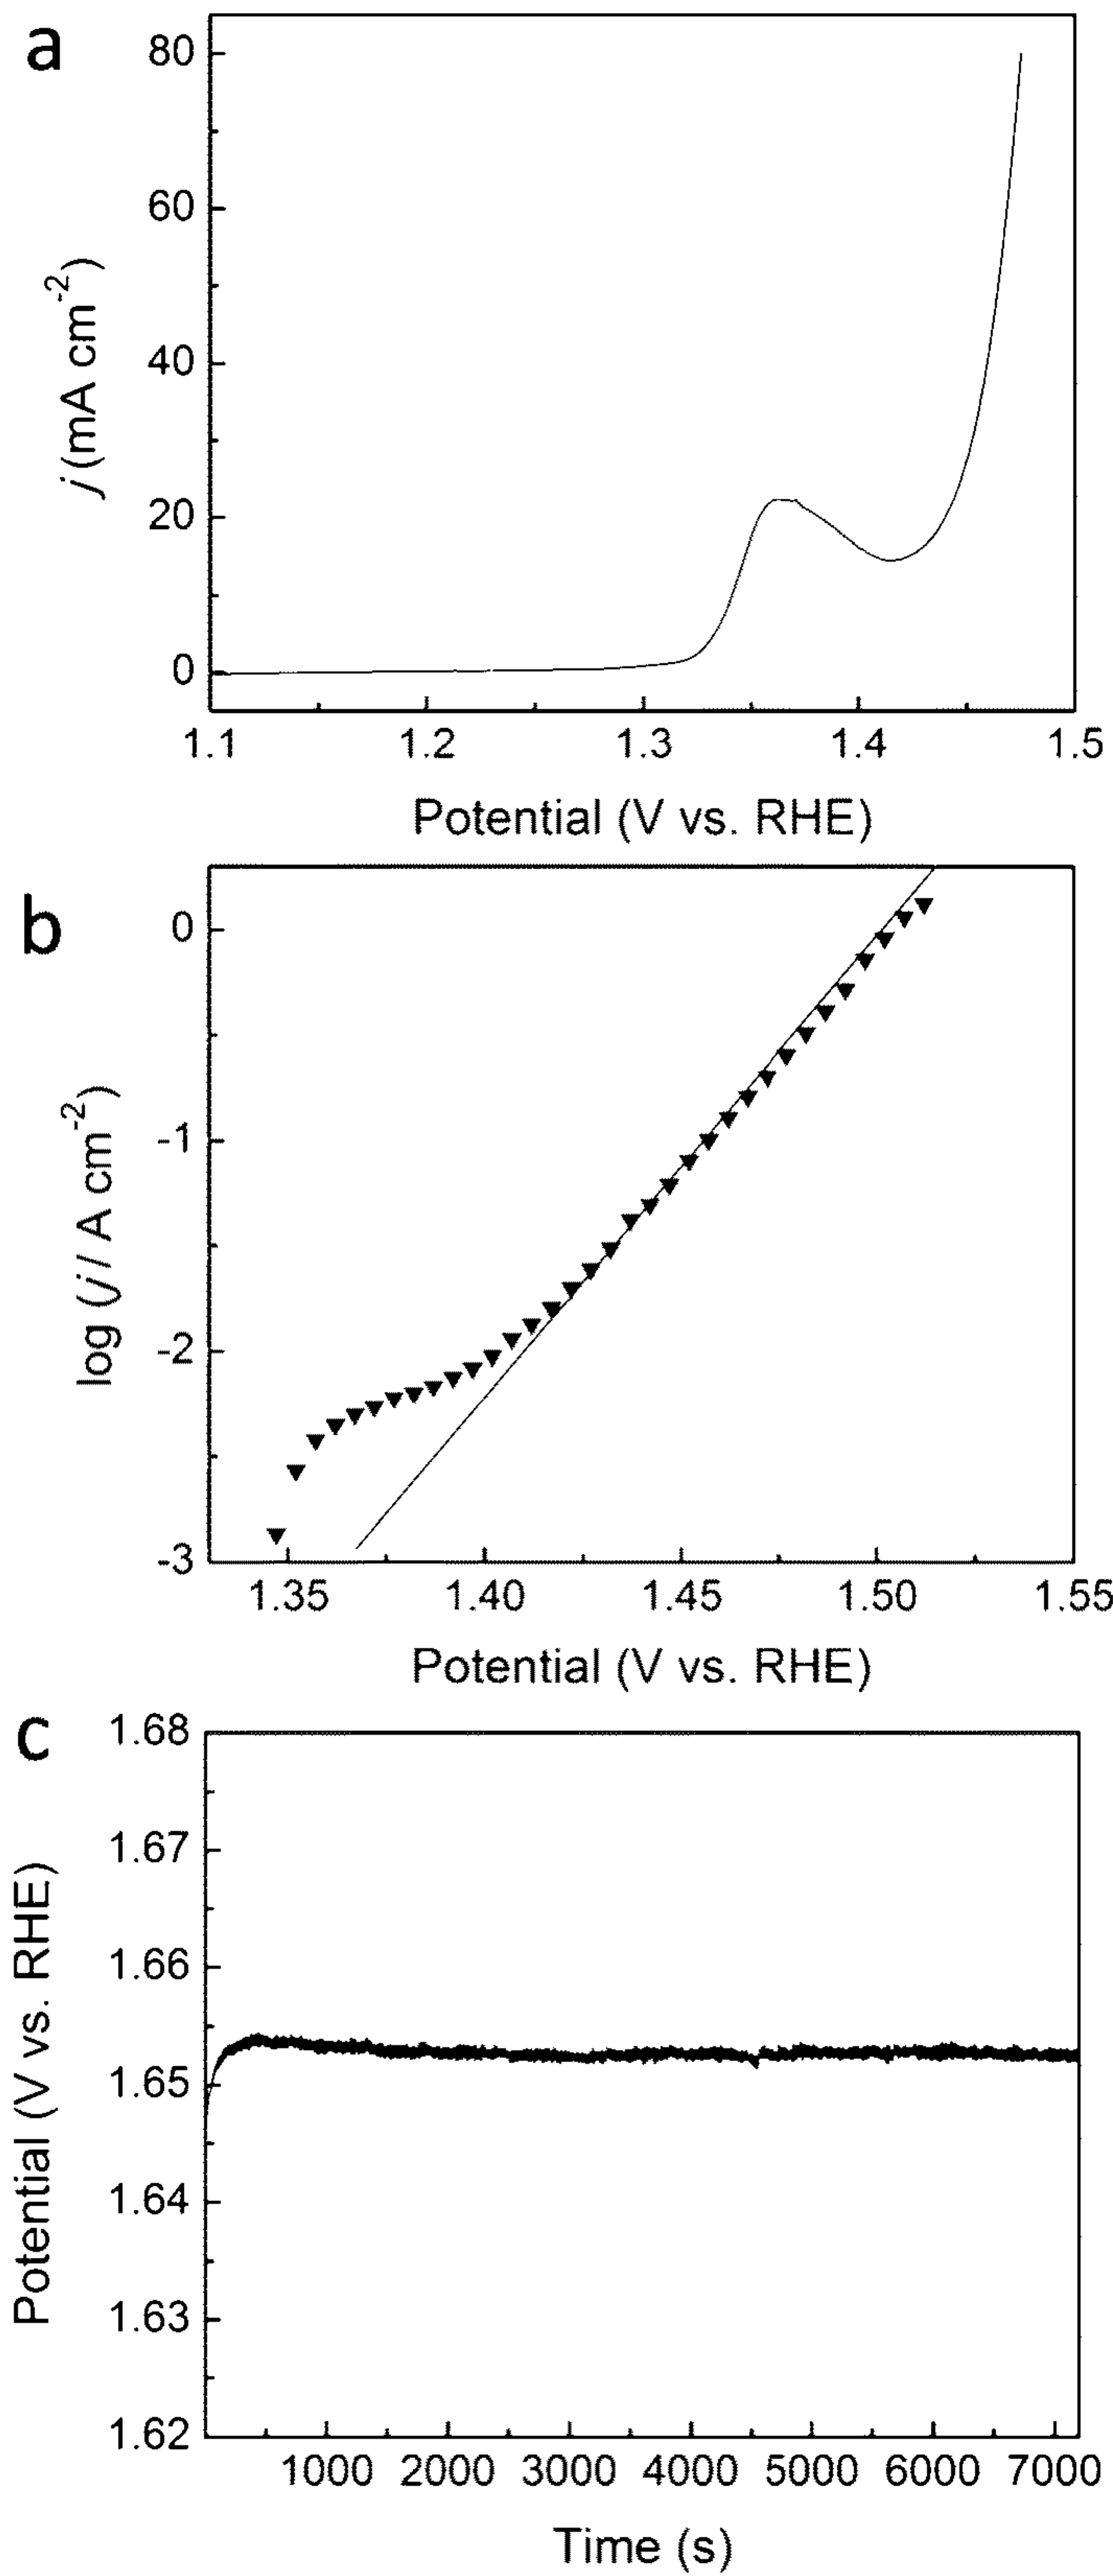 a
80
60
40
20
0
j (mA cm-2)
1.1 1.2 1.3 1.4 1.5
Potential (V vs. RHE)
b
0
-1
-2
-3
log (j / A cm-2)
1.35 1.40 1.45 1.50 1.55
Potential (V vs. RHE)
c
1.68
1.67
1.66
1.65
1.64
1.63
1.62
Potential (V vs. RHE)
1000 2000 3000 4000 5000 6000 7000
Time (s)